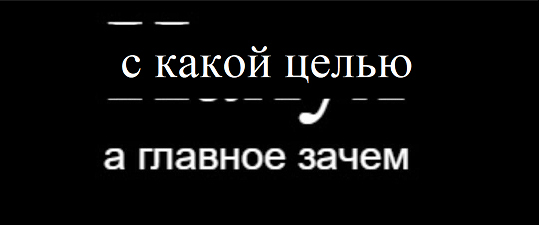 с какой целью
а главное зачем